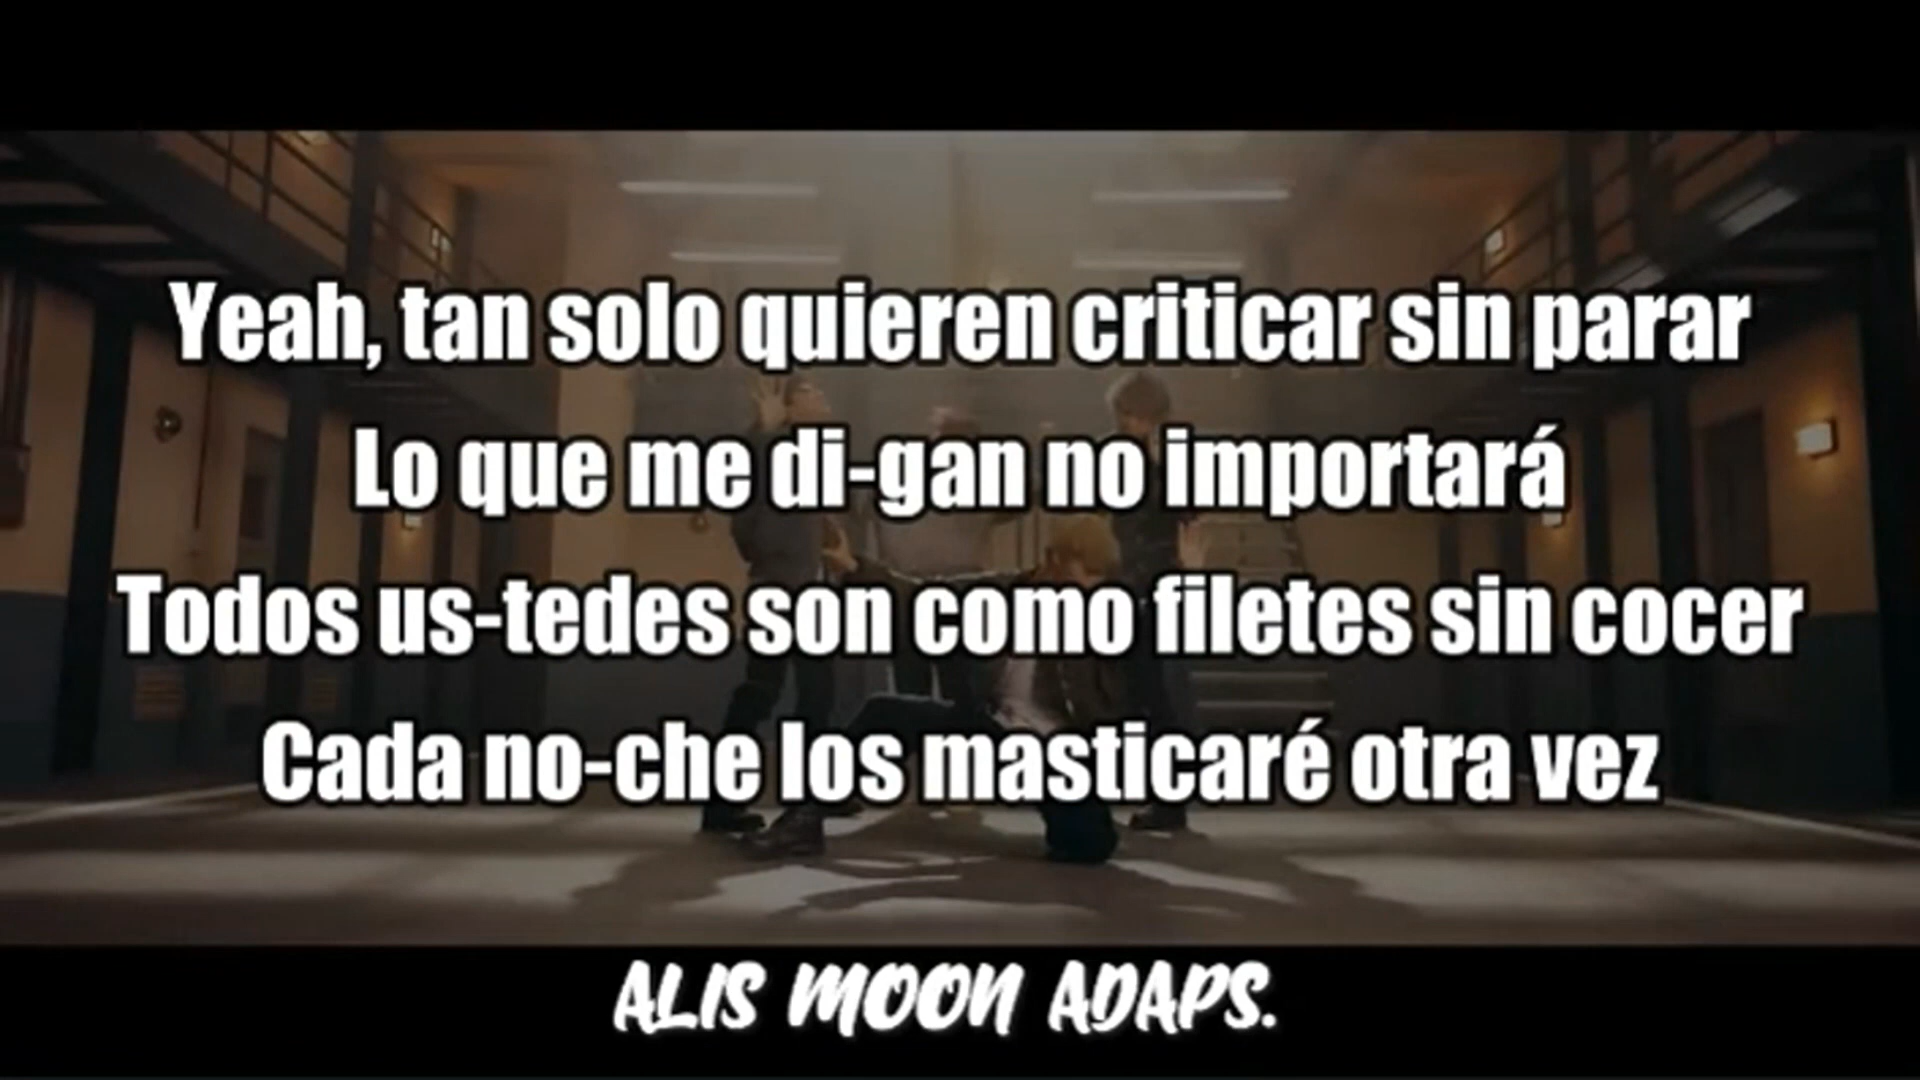 Yeah, tan solo quieren criticar sin parar
Lo que me di-gan no importará
Todos us-tedes son como filetes sin cocer
Cada no-che los masticaré otra vez
ALIS MOON ADAPS.